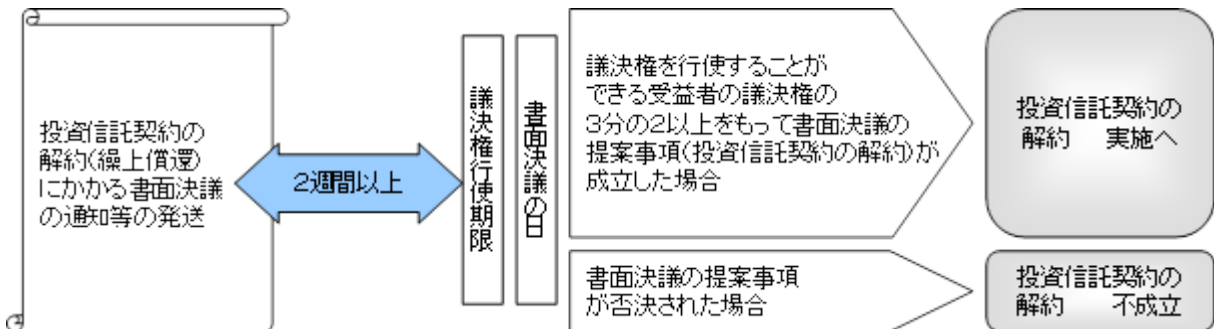 投資信託契約の
解約(繰上償還)
にかかる書面決議
の通知等の発送
2週間以上
議決権行使期限
書面決議の日
議決権を行使することが
できる受益者の議決権の
3分の2以上をもって書面決議の
提案事項(投資信託契約の解約)が
成立した場合
投資信託契約の
解約　実施へ
書面決議の提案事項
が否決された場合
投資信託契約の
解約　不成立